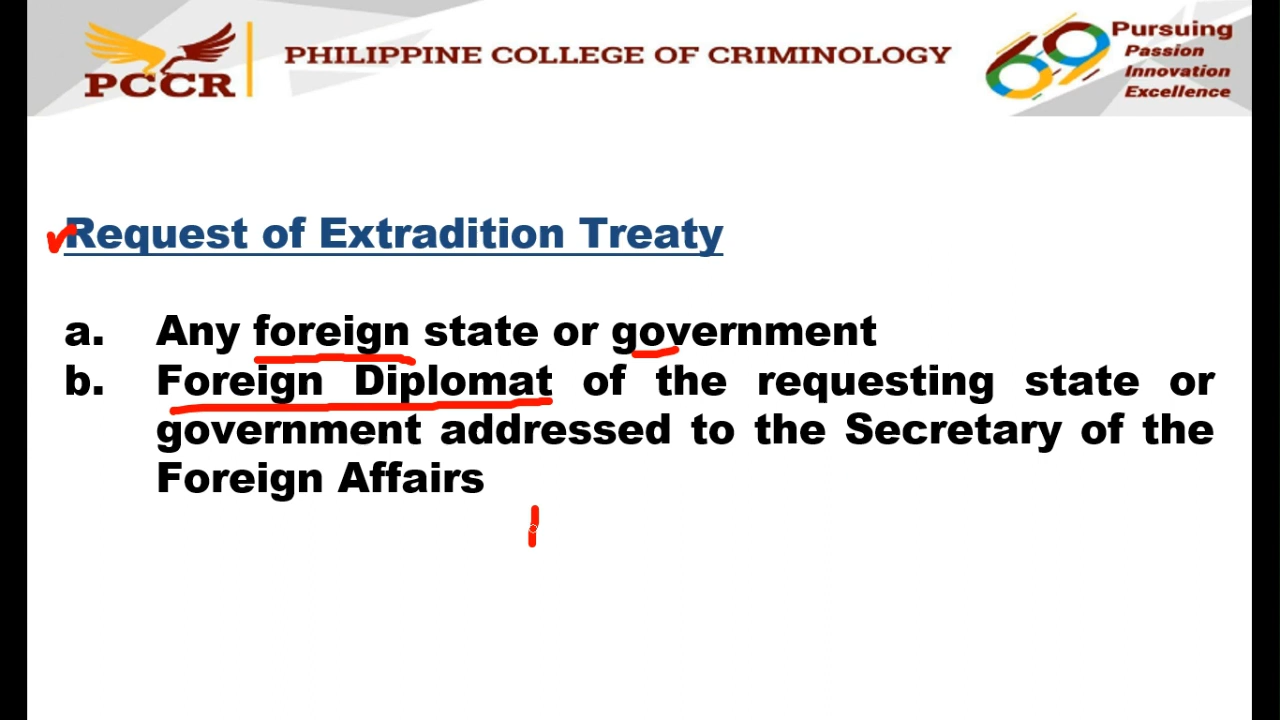 PCCR
PHILIPPINE COLLEGE OF CRIMINOLOGY
69
Pursuing
Passion
Innovation
Excellence
Request of Extradition Treaty
a. Any foreign state or government
b. Foreign Diplomat of the requesting state or
government addressed to the Secretary of the
Foreign Affairs